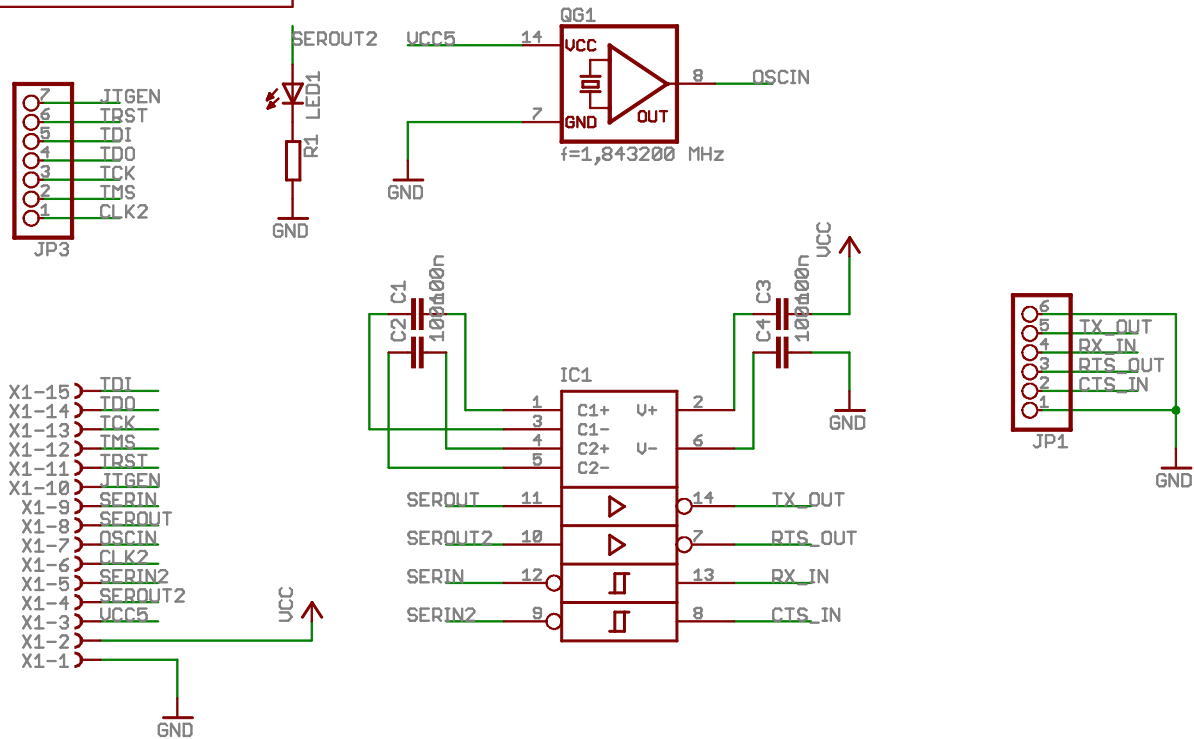 QG1
SEROUT2
VCC5
14
VCC
8
OSCIN
7
GND
OUT
f=1,843200 MHz
GND
LED1
R1
GND
7
JTGEN
6
TRST
5
TDI
4
TDO
3
TCK
2
TMS
1
CLK2
JP3
C1
100n
C2
100n
C3
100n
C4
100n
VCC
GND
6
5
TX_OUT
4
RX_IN
3
RTS_OUT
2
CTS_IN
1
JP1
GND
IC1
1
C1+
V+
2
3
C1-
4
C2+
V-
6
5
C2-
SEROUT
11
14
TX_OUT
SEROUT2
10
7
RTS_OUT
SERIN
12
13
RX_IN
SERIN2
9
8
CTS_IN
X1-15
TDI
X1-14
TDO
X1-13
TCK
X1-12
TMS
X1-11
TRST
X1-10
JTGEN
X1-9
SERIN
X1-8
SEROUT
X1-7
OSCIN
X1-6
CLK2
X1-5
SERIN2
X1-4
SEROUT2
X1-3
VCC5
X1-2
VCC
X1-1
GND